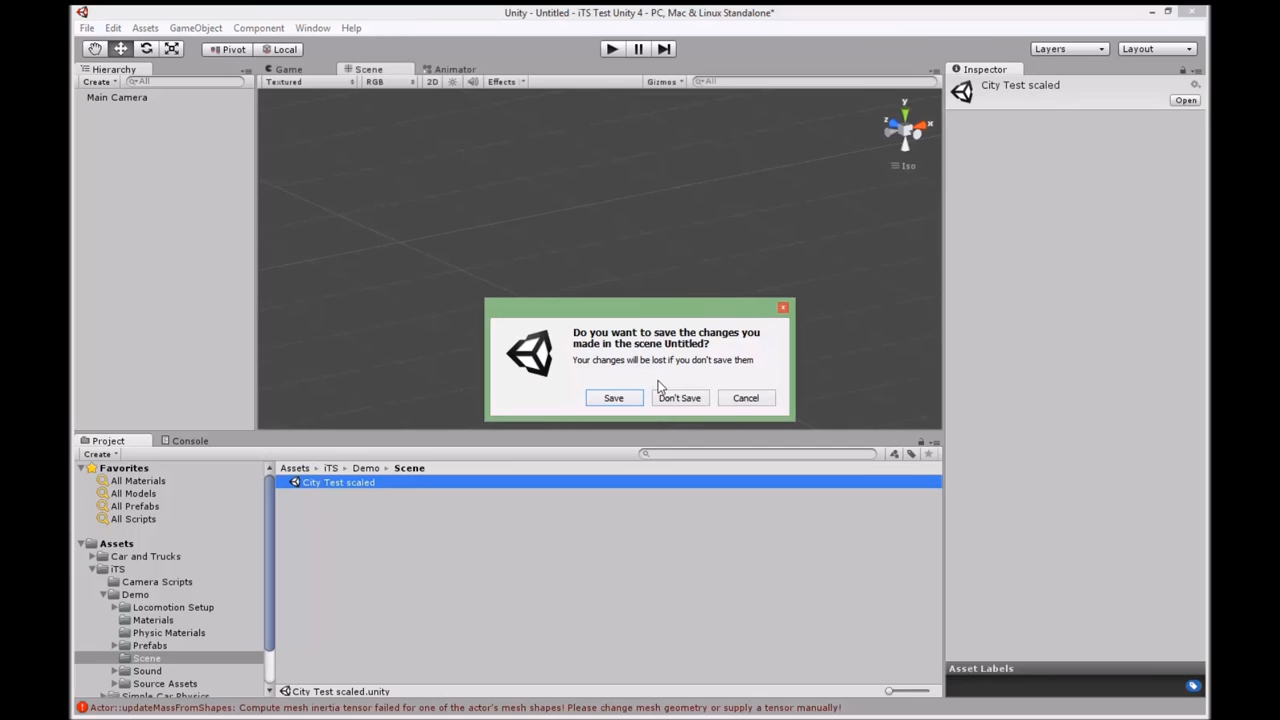 Unity - Untitled - iTS Test Unity 4 - PC, Mac & Linux Standalone*
File Edit Assets GameObject Component Window Help
Pivot Local Layers Layout
Hierarchy Game Scene Animator Inspector
Create All Textured RGB 2D Effects Gizmos All
Main Camera
City Test scaled
Open
y
z x
Iso
Do you want to save the changes you
made in the scene Untitled?
Your changes will be lost if you don't save them
Save Don't Save Cancel
Project Console
Create
Favorites
All Materials
All Models
All Prefabs
All Scripts
Assets
Car and Trucks
iTS
Camera Scripts
Demo
Locomotion Setup
Materials
Physic Materials
Prefabs
Scene
Sound
Source Assets
Simple Car Physics
Assets iTS Demo Scene
City Test scaled
City Test scaled.unity
Asset Labels
Actor::updateMassFromShapes: Compute mesh inertia tensor failed for one of the actor's mesh shapes! Please change mesh geometry or supply a tensor manually!